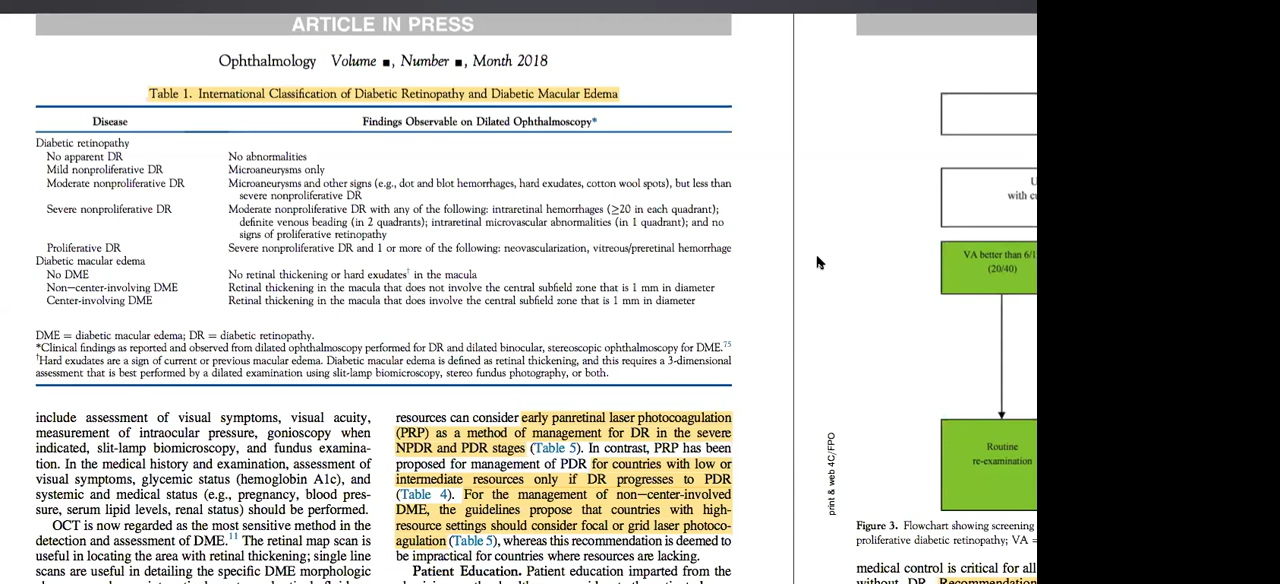 ARTICLE IN PRESS
Ophthalmology Volume ■, Number ■, Month 2018
Table 1. International Classification of Diabetic Retinopathy and Diabetic Macular Edema
Disease Findings Observable on Dilated Ophthalmoscopy*
Diabetic retinopathy
No apparent DR No abnormalities
Mild nonproliferative DR Microaneurysms only
Moderate nonproliferative DR Microaneurysms and other signs (e.g., dot and blot hemorrhages, hard exudates, cotton wool spots), but less than
severe nonproliferative DR
Severe nonproliferative DR Moderate nonproliferative DR with any of the following: intraretinal hemorrhages (≥20 in each quadrant);
definite venous beading (in 2 quadrants); intraretinal microvascular abnormalities (in 1 quadrant); and no
signs of proliferative retinopathy
Proliferative DR Severe nonproliferative DR and 1 or more of the following: neovascularization, vitreous/preretinal hemorrhage
Diabetic macular edema
No DME No retinal thickening or hard exudates† in the macula
Non–center-involving DME Retinal thickening in the macula that does not involve the central subfield zone that is 1 mm in diameter
Center-involving DME Retinal thickening in the macula that does involve the central subfield zone that is 1 mm in diameter
DME = diabetic macular edema; DR = diabetic retinopathy.
*Clinical findings as reported and observed from dilated ophthalmoscopy performed for DR and dilated binocular, stereoscopic ophthalmoscopy for DME.75
†Hard exudates are a sign of current or previous macular edema. Diabetic macular edema is defined as retinal thickening, and this requires a 3-dimensional
assessment that is best performed by a dilated examination using slit-lamp biomicroscopy, stereo fundus photography, or both.
include assessment of visual symptoms, visual acuity,
measurement of intraocular pressure, gonioscopy when
indicated, slit-lamp biomicroscopy, and fundus examina-
tion. In the medical history and examination, assessment of
visual symptoms, glycemic status (hemoglobin A1c), and
systemic and medical status (e.g., pregnancy, blood pres-
sure, serum lipid levels, renal status) should be performed.
OCT is now regarded as the most sensitive method in the
detection and assessment of DME.11 The retinal map scan is
useful in locating the area with retinal thickening; single line
scans are useful in detailing the specific DME morphologic
resources can consider early panretinal laser photocoagulation
(PRP) as a method of management for DR in the severe
NPDR and PDR stages (Table 5). In contrast, PRP has been
proposed for management of PDR for countries with low or
intermediate resources only if DR progresses to PDR
(Table 4). For the management of non–center-involved
DME, the guidelines propose that countries with high-
resource settings should consider focal or grid laser photoco-
agulation (Table 5), whereas this recommendation is deemed to
be impractical for countries where resources are lacking.
Patient Education. Patient education imparted from the
with
VA better than 6/1
(20/40)
Routine
re-examination
print & web 4C/FPO
Figure 3. Flowchart showing screening
proliferative diabetic retinopathy; VA =
medical control is critical for all
without DR. Recommendation